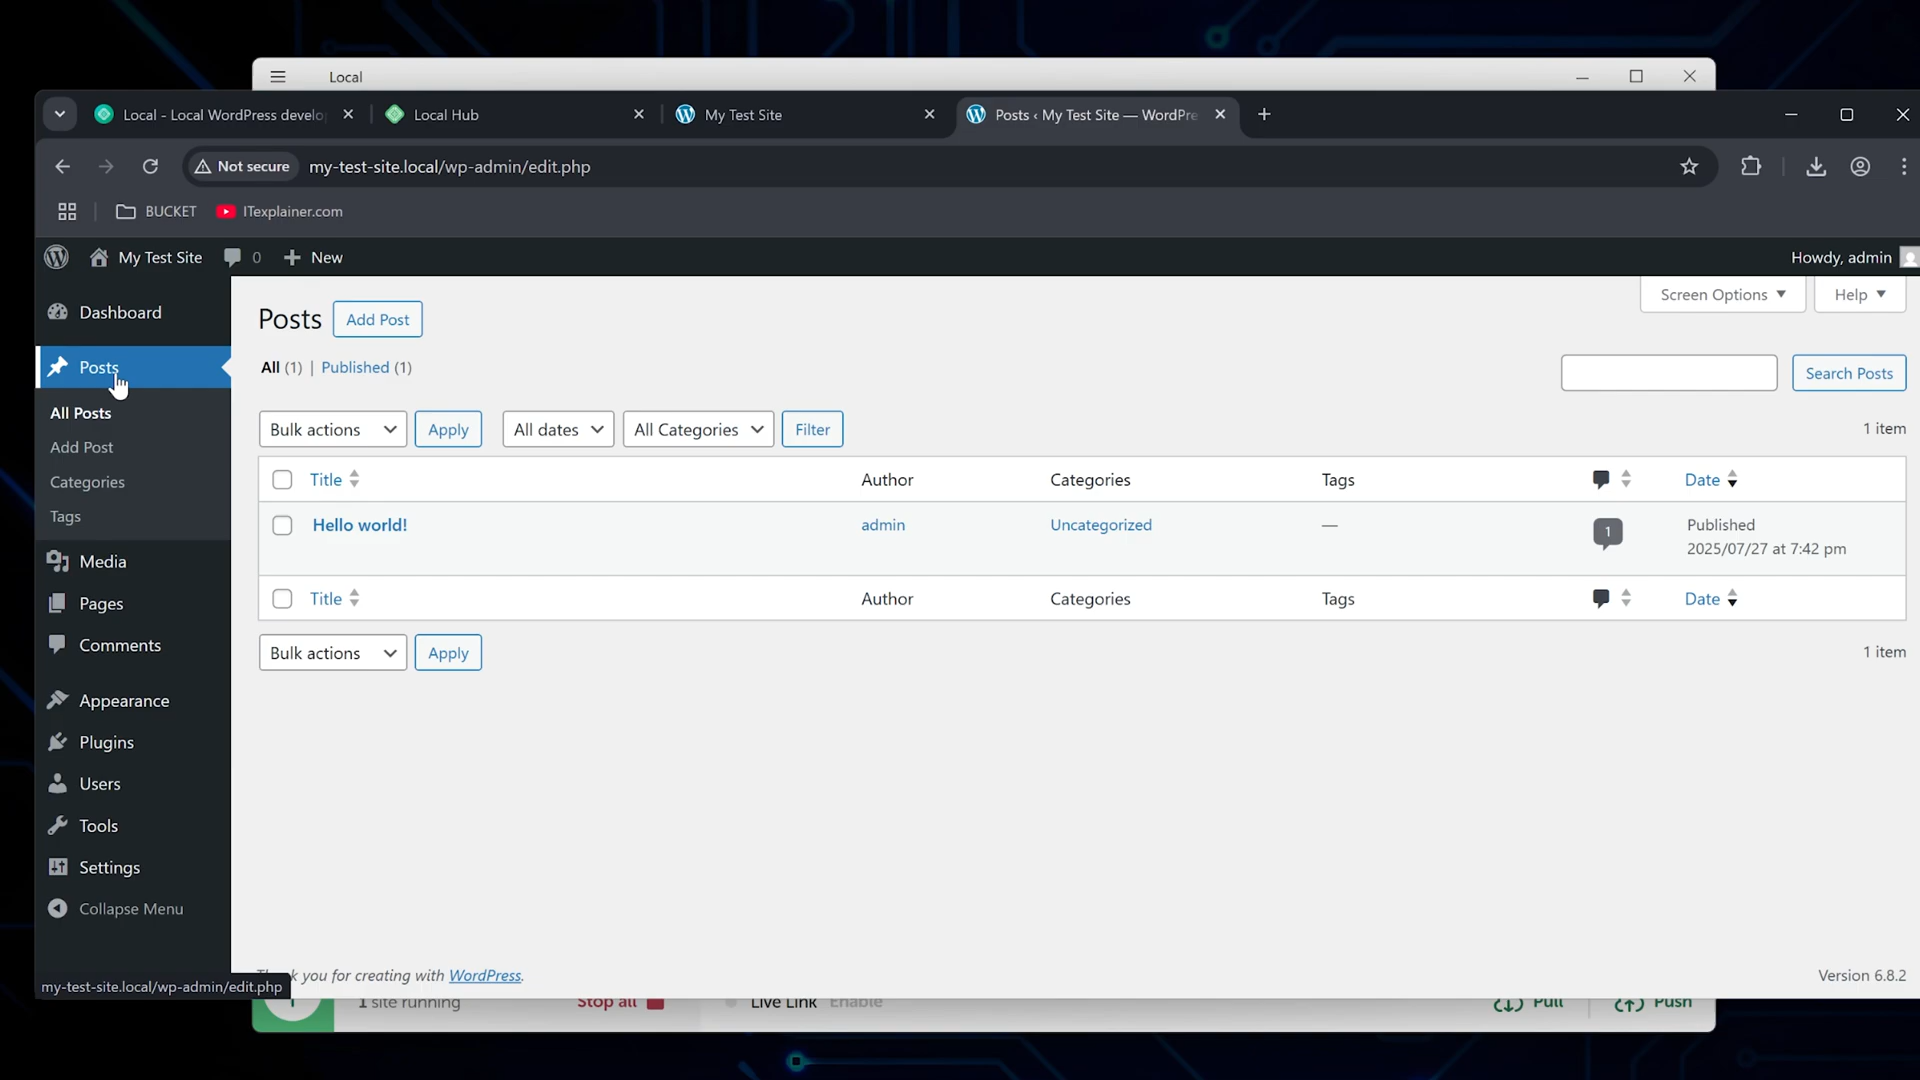 Local
Local - Local WordPress develo
Local Hub
My Test Site
Posts ‹ My Test Site — WordPre
Not secure
my-test-site.local/wp-admin/edit.php
BUCKET
ITexplainer.com
My Test Site
0
New
Howdy, admin
Dashboard
Posts
All Posts
Add Post
Categories
Tags
Media
Pages
Comments
Appearance
Plugins
Users
Tools
Settings
Collapse Menu
Screen Options
Help
Posts
Add Post
All (1) | Published (1)
Search Posts
Bulk actions
Apply
All dates
All Categories
Filter
1 item
Title
Author
Categories
Tags
Date
Hello world!
admin
Uncategorized
—
1
Published
2025/07/27 at 7:42 pm
Title
Author
Categories
Tags
Date
Bulk actions
Apply
1 item
k you for creating with WordPress.
Version 6.8.2
my-test-site.local/wp-admin/edit.php
1 site running
Stop all
Live Link
Enable
Pull
Push